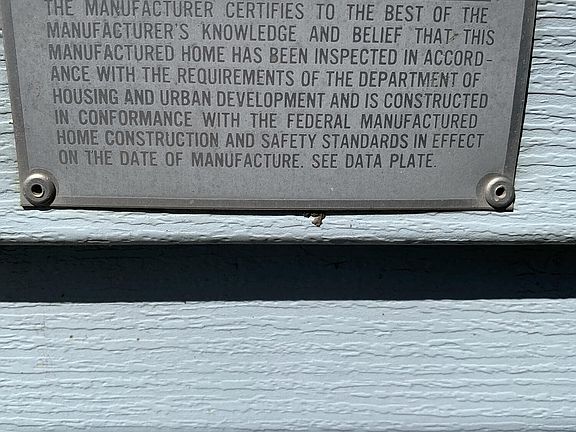 THE MANUFACTURER CERTIFIES TO THE BEST OF THE
MANUFACTURER'S KNOWLEDGE AND BELIEF THAT THIS
MANUFACTURED HOME HAS BEEN INSPECTED IN ACCORD-
ANCE WITH THE REQUIREMENTS OF THE DEPARTMENT OF
HOUSING AND URBAN DEVELOPMENT AND IS CONSTRUCTED
IN CONFORMANCE WITH THE FEDERAL MANUFACTURED
HOME CONSTRUCTION AND SAFETY STANDARDS IN EFFECT
ON THE DATE OF MANUFACTURE. SEE DATA PLATE.